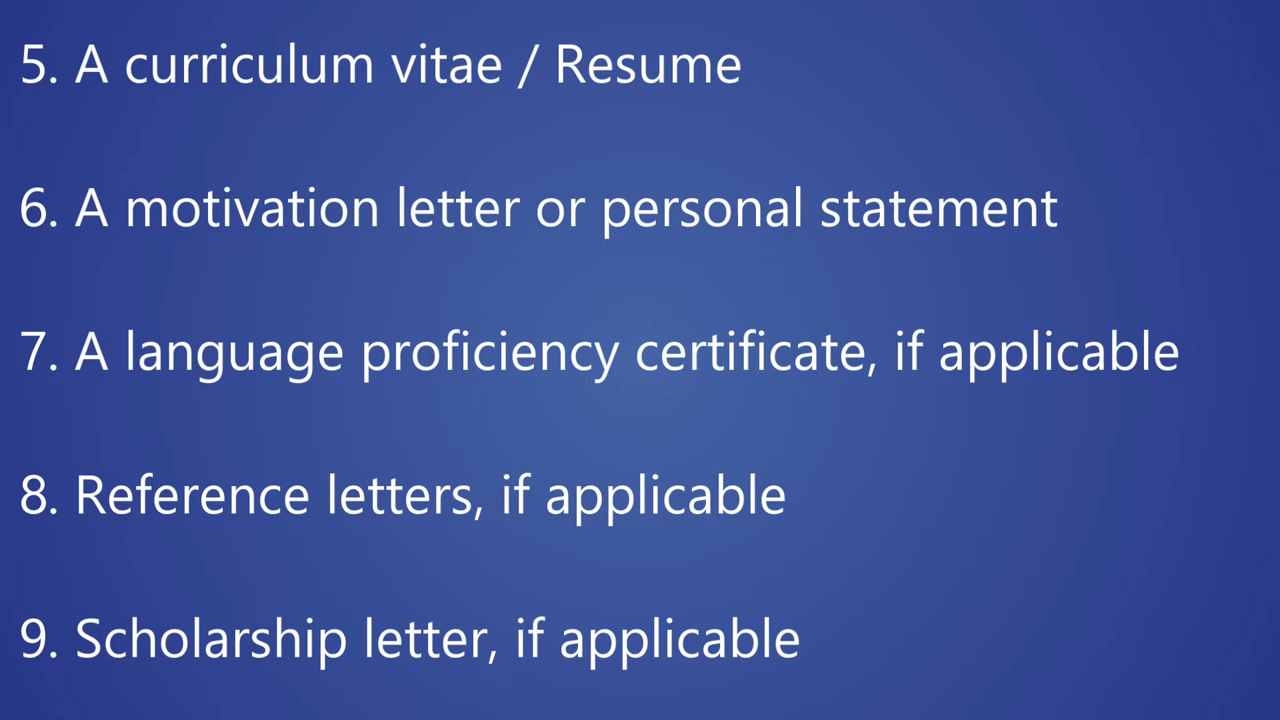 5. A curriculum vitae / Resume
6. A motivation letter or personal statement
7. A language proficiency certificate, if applicable
8. Reference letters, if applicable
9. Scholarship letter, if applicable